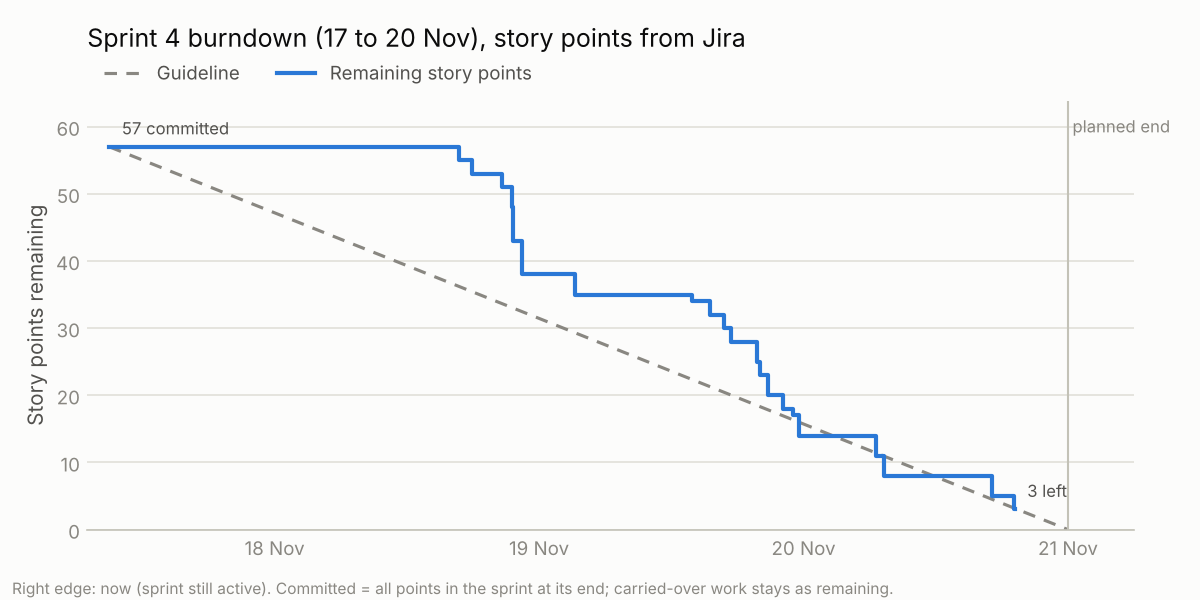 Sprint 4 burndown (17 to 20 Nov), story points from Jira
Guideline
Remaining story points
57 committed
planned end
60
50
40
30
20
10
0
Story points remaining
3 left
18 Nov
19 Nov
20 Nov
21 Nov
Right edge: now (sprint still active). Committed = all points in the sprint at its end; carried-over work stays as remaining.